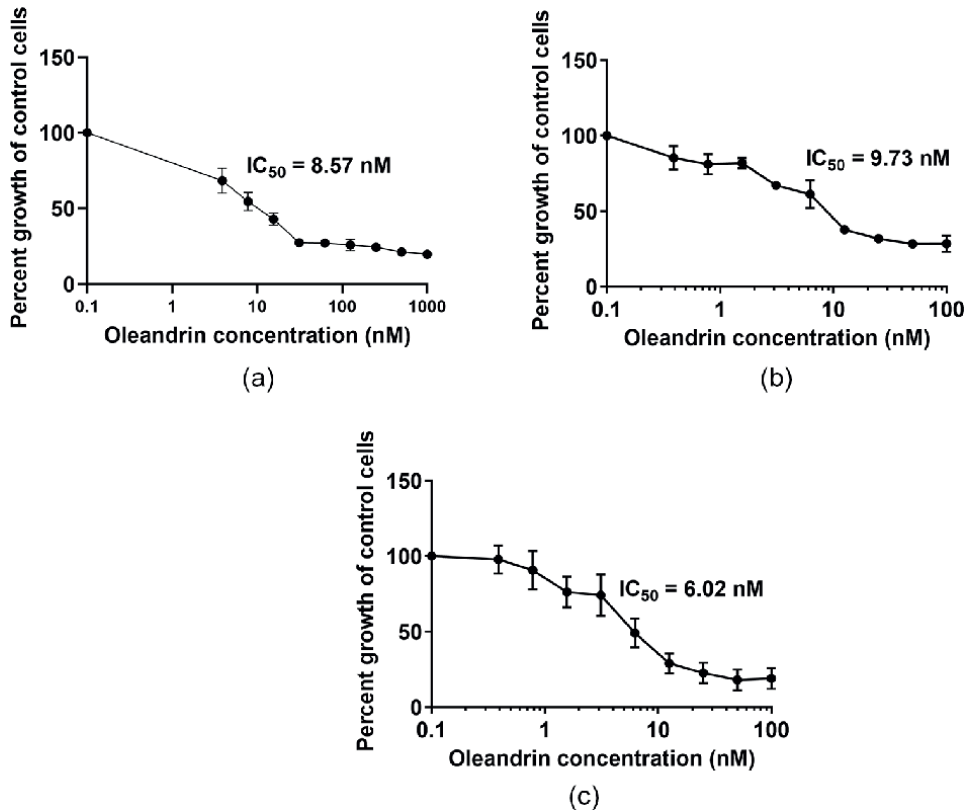 Percent growth of control cells
150
100
50
0
IC50 = 8.57 nM
0.1
1
10
100
1000
Oleandrin concentration (nM)
(a)
Percent growth of control cells
150
100
50
0
IC50 = 9.73 nM
0.1
1
10
100
Oleandrin concentration (nM)
(b)
Percent growth of control cells
150
100
50
0
IC50 = 6.02 nM
0.1
1
10
100
Oleandrin concentration (nM)
(c)